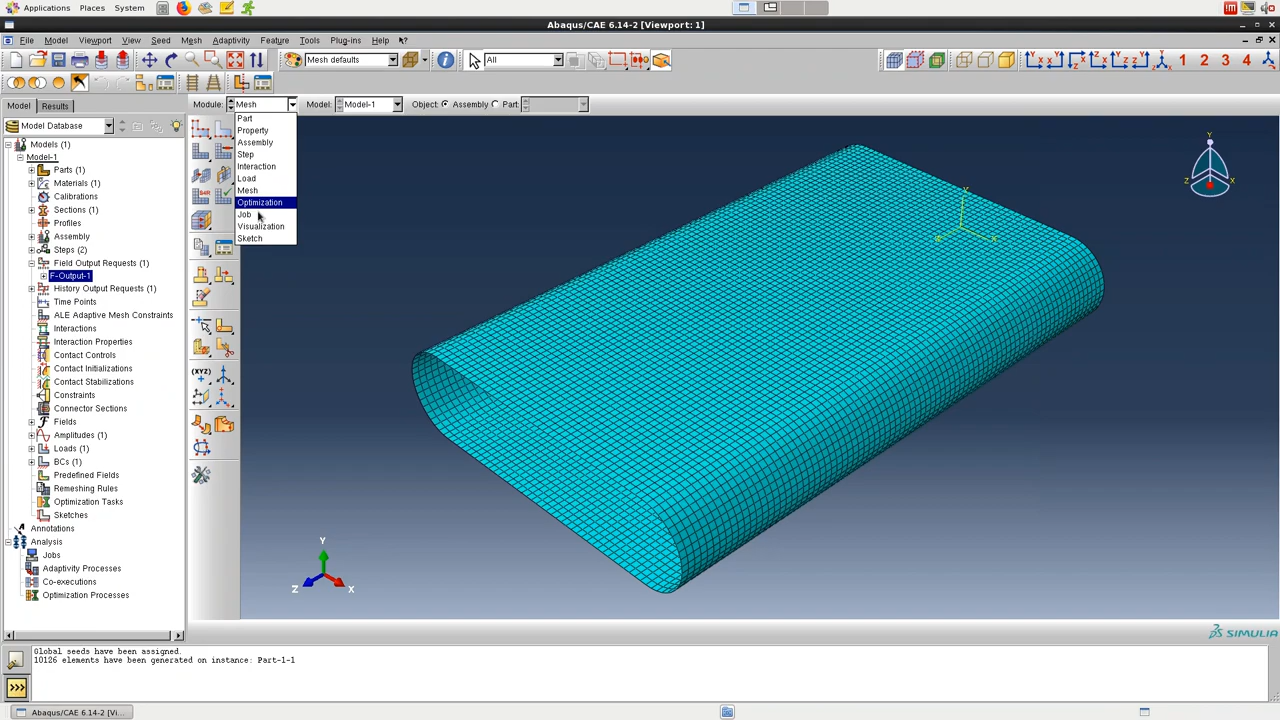 Applications Places System
Abaqus/CAE 6.14-2 [Viewport: 1]
File Model Viewport View Seed Mesh Adaptivity Feature Tools Plug-ins Help
Mesh defaults All 1 2 3 4
Model Results Module: Mesh Model: Model-1 Object: Assembly Part:
Model Database
Models (1)
Model-1
Parts (1)
Materials (1)
Calibrations
Sections (1)
Profiles
Assembly
Steps (2)
Field Output Requests (1)
F-Output-1
History Output Requests (1)
Time Points
ALE Adaptive Mesh Constraints
Interactions
Interaction Properties
Contact Controls
Contact Initializations
Contact Stabilizations
Constraints
Connector Sections
Fields
Amplitudes (1)
Loads (1)
BCs (1)
Predefined Fields
Remeshing Rules
Optimization Tasks
Sketches
Annotations
Analysis
Jobs
Adaptivity Processes
Co-executions
Optimization Processes
Part
Property
Assembly
Step
Interaction
Load
Mesh
Optimization
Job
Visualization
Sketch
(XYZ)
Y
Z X
X
Y
Z X
SIMULIA
Global seeds have been assigned.
10126 elements have been generated on instance: Part-1-1
>>>
Abaqus/CAE 6.14-2 [Vi...